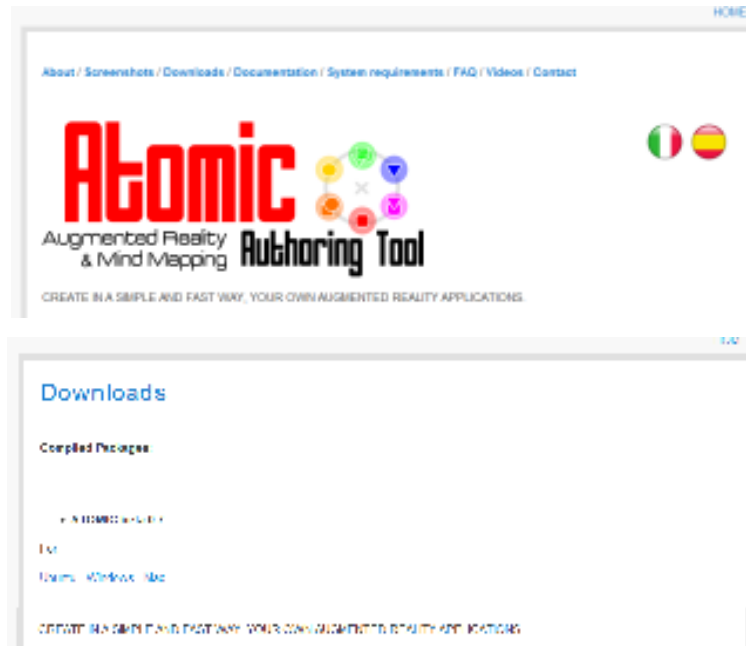 HOME
About / Screenshots / Downloads / Documentation / System requirements / FAQ / Videos / Contact
Atomic
Augmented Reality
& Mind Mapping Authoring Tool
CREATE IN A SIMPLE AND FAST WAY, YOUR OWN AUGMENTED REALITY APPLICATIONS.
Downloads
Compiled Packages
ATOMIC
For
Ubuntu Windows Mac
CREATE IN A SIMPLE AND FAST WAY, YOUR OWN AUGMENTED REALITY APPLICATIONS